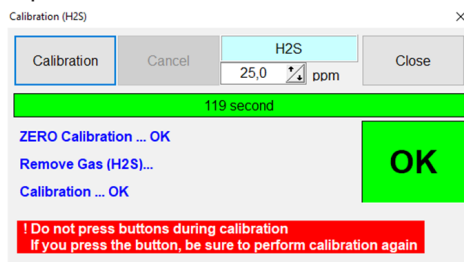 Calibration (H2S)
Calibration
Cancel
H2S
25,0 ppm
Close
119 second
ZERO Calibration ... OK
Remove Gas (H2S)...
Calibration ... OK
OK
! Do not press buttons during calibration
If you press the button, be sure to perform calibration again